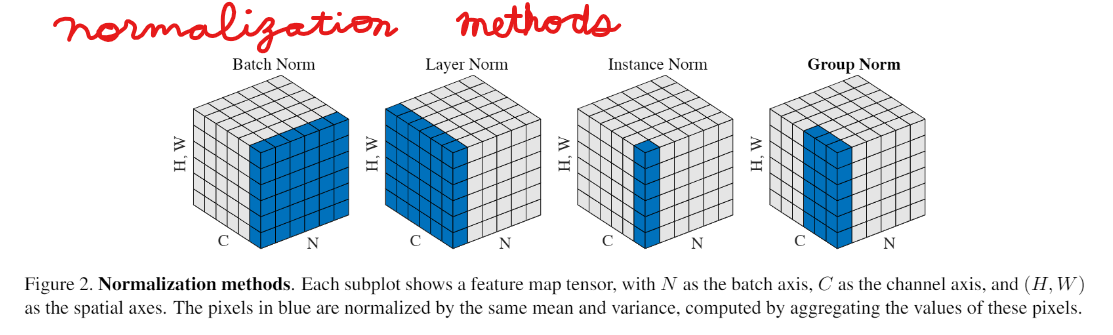 normalization methods
Batch Norm Layer Norm Instance Norm Group Norm
H, W H, W H, W H, W
C N C N C N C N
Figure 2. Normalization methods. Each subplot shows a feature map tensor, with N as the batch axis, C as the channel axis, and (H, W)
as the spatial axes. The pixels in blue are normalized by the same mean and variance, computed by aggregating the values of these pixels.